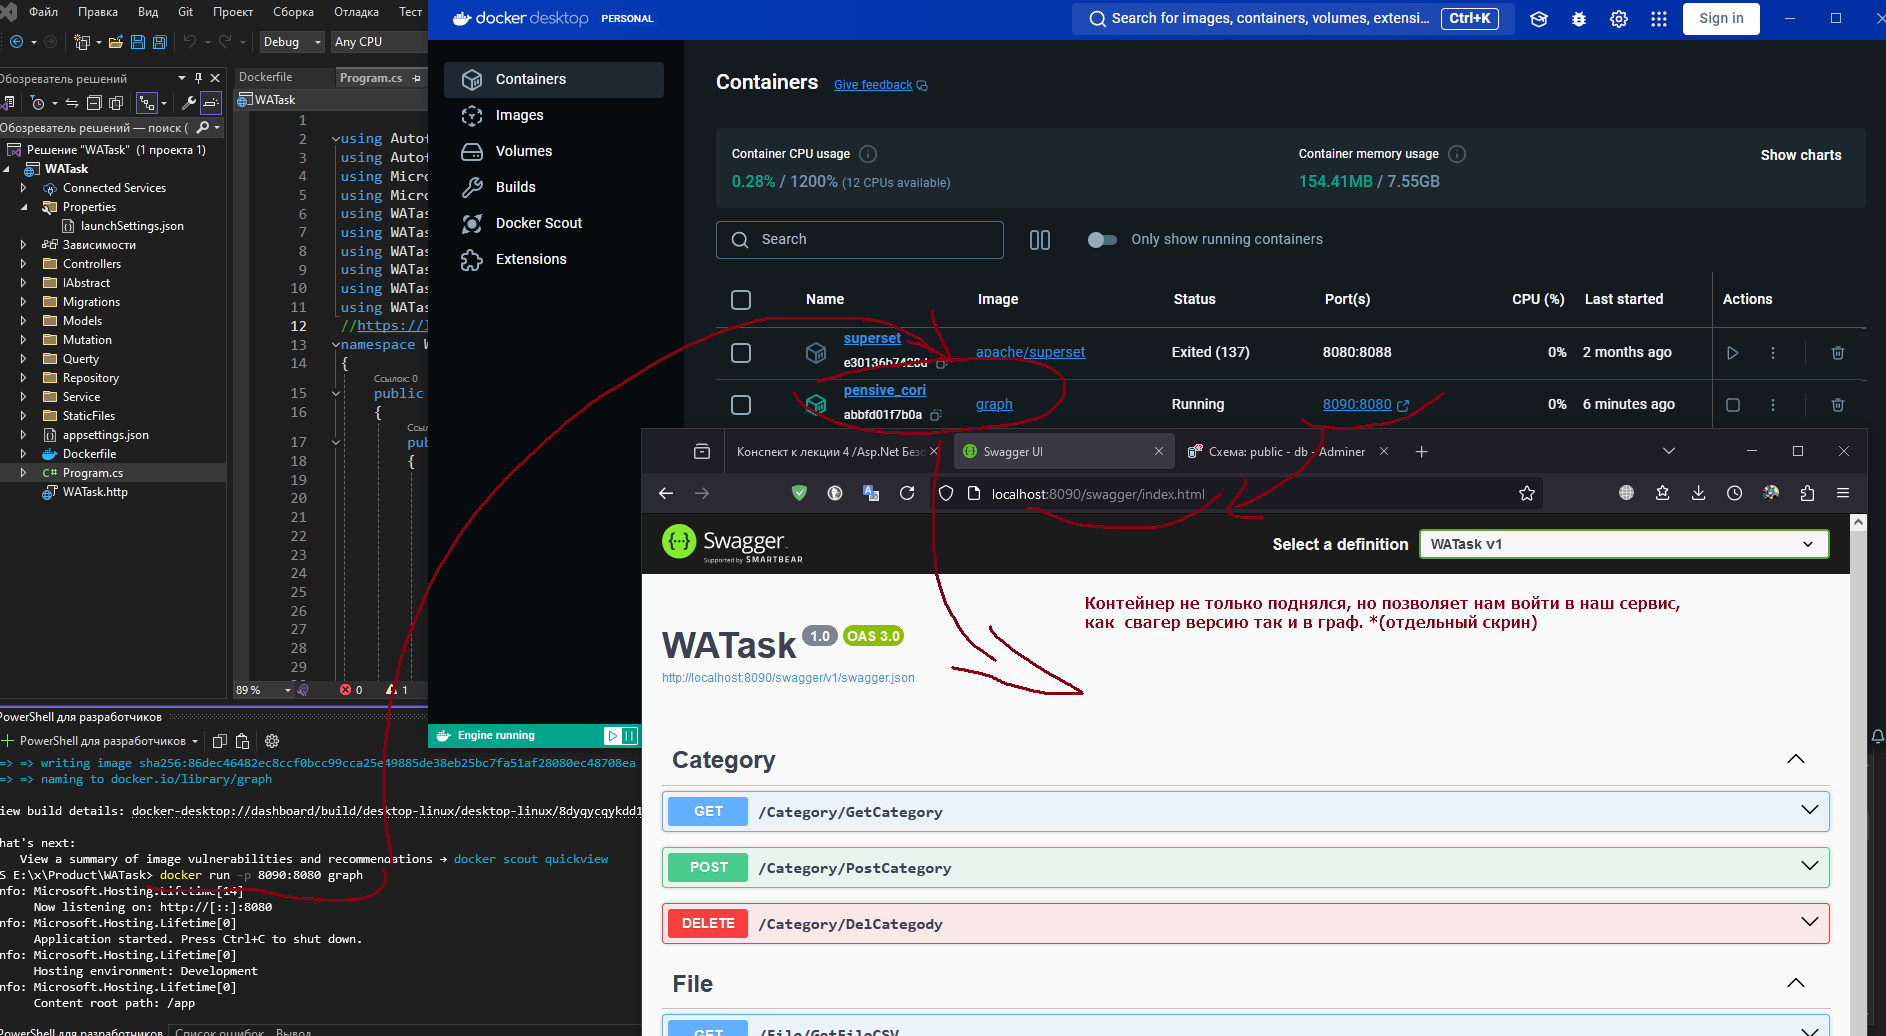 Файл Правка Вид Git Проект Сборка Отладка Тест
Debug Any CPU
Обозреватель решений
Обозреватель решений — поиск (
Решение "WATask" (1 проекта 1)
WATask
Connected Services
Properties
launchSettings.json
Зависимости
Controllers
IAbstract
Migrations
Models
Mutation
Querty
Repository
Service
StaticFiles
appsettings.json
Dockerfile
Program.cs
WATask.http
Dockerfile Program.cs
WATask
1
2 using Autof
3 using Autof
4 using Micro
5 using Micro
6 using WATas
7 using WATas
8 using WATas
9 using WATas
10 using WATas
11 using WATas
12 //https://l
13 namespace W
14 {
Ссылок: 0
15 public
16 {
Ссыл
17 pub
18 {
19
20
21
22
23
24
25
26
27
28
29
89 % 0 1
PowerShell для разработчиков
PowerShell для разработчиков
=> => writing image sha256:86dec46482ec8ccf0bcc99cca25e49885de38eb25bc7fa51af28080ec48708ea
=> => naming to docker.io/library/graph
iew build details: docker-desktop://dashboard/build/desktop-linux/desktop-linux/8dyqycqykdd1
hat's next:
View a summary of image vulnerabilities and recommendations → docker scout quickview
S E:\x\Product\WATask> docker run -p 8090:8080 graph
nfo: Microsoft.Hosting.Lifetime[14]
Now listening on: http://[::]:8080
nfo: Microsoft.Hosting.Lifetime[0]
Application started. Press Ctrl+C to shut down.
nfo: Microsoft.Hosting.Lifetime[0]
Hosting environment: Development
nfo: Microsoft.Hosting.Lifetime[0]
Content root path: /app
PowerShell для разработчиков Список ошибок Вывод
docker desktop PERSONAL
Search for images, containers, volumes, extensi... Ctrl+K
Sign in
Containers
Images
Volumes
Builds
Docker Scout
Extensions
Engine running
Containers Give feedback
Container CPU usage
0.28% / 1200% (12 CPUs available)
Container memory usage
154.41MB / 7.55GB
Show charts
Search
Only show running containers
Name Image Status Port(s) CPU (%) Last started Actions
superset
e30136b7428d
apache/superset Exited (137) 8080:8088 0% 2 months ago
pensive_cori
abbfd01f7b0a
graph Running 8090:8080 0% 6 minutes ago
Конспект к лекции 4 /Asp.Net Безо
Swagger UI
Схема: public - db - Adminer
localhost:8090/swagger/index.html
Swagger
Supported by SMARTBEAR
Select a definition WATask v1
Контейнер не только поднялся, но позволяет нам войти в наш сервис,
как свагер версию так и в граф. *(отдельный скрин)
WATask 1.0 OAS 3.0
http://localhost:8090/swagger/v1/swagger.json
Category
GET /Category/GetCategory
POST /Category/PostCategory
DELETE /Category/DelCategody
File
GET /File/GetFileCSV